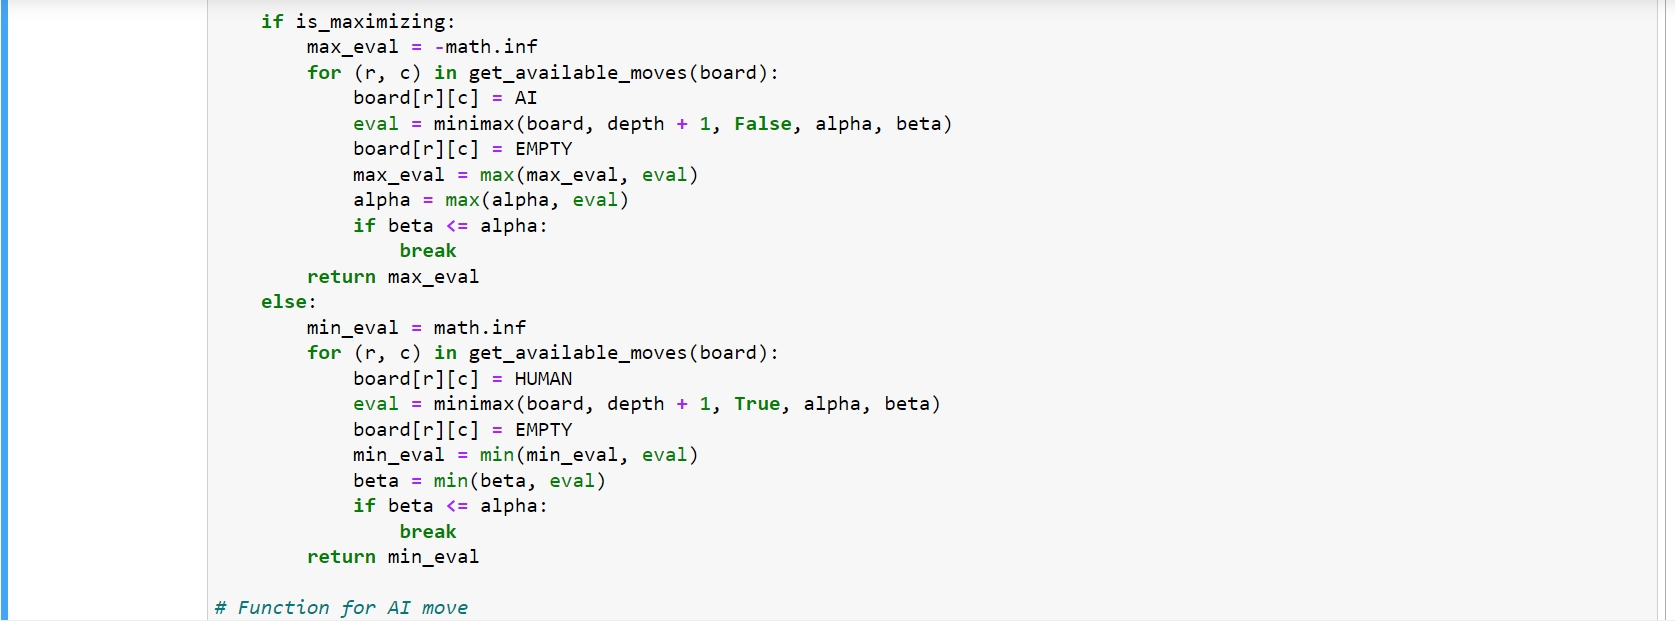 if is_maximizing:
max_eval = -math.inf
for (r, c) in get_available_moves(board):
board[r][c] = AI
eval = minimax(board, depth + 1, False, alpha, beta)
board[r][c] = EMPTY
max_eval = max(max_eval, eval)
alpha = max(alpha, eval)
if beta <= alpha:
break
return max_eval
else:
min_eval = math.inf
for (r, c) in get_available_moves(board):
board[r][c] = HUMAN
eval = minimax(board, depth + 1, True, alpha, beta)
board[r][c] = EMPTY
min_eval = min(min_eval, eval)
beta = min(beta, eval)
if beta <= alpha:
break
return min_eval
# Function for AI move